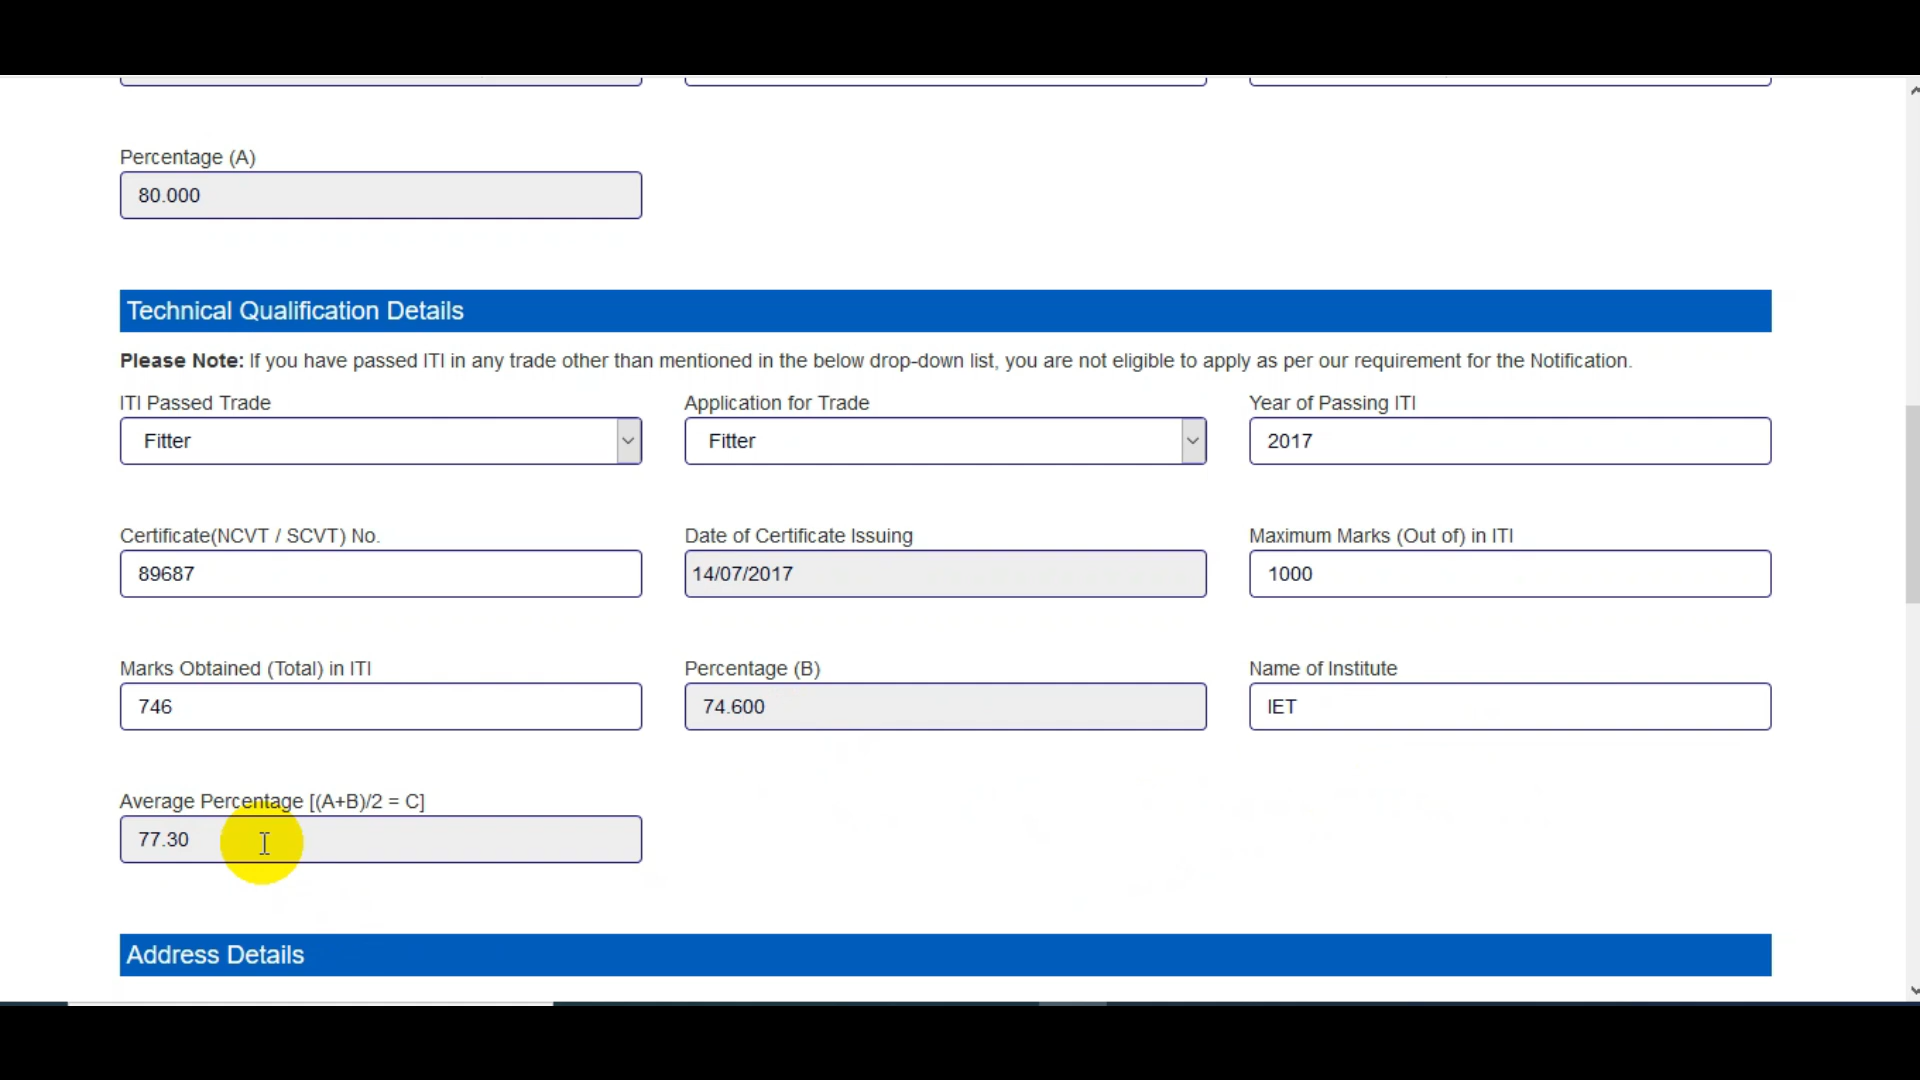 Percentage (A)
80.000
Technical Qualification Details
Please Note: If you have passed ITI in any trade other than mentioned in the below drop-down list, you are not eligible to apply as per our requirement for the Notification.
ITI Passed Trade
Application for Trade
Year of Passing ITI
Fitter
Fitter
2017
Certificate(NCVT / SCVT) No.
Date of Certificate Issuing
Maximum Marks (Out of) in ITI
89687
14/07/2017
1000
Marks Obtained (Total) in ITI
Percentage (B)
Name of Institute
746
74.600
IET
Average Percentage [(A+B)/2 = C]
77.30
Address Details